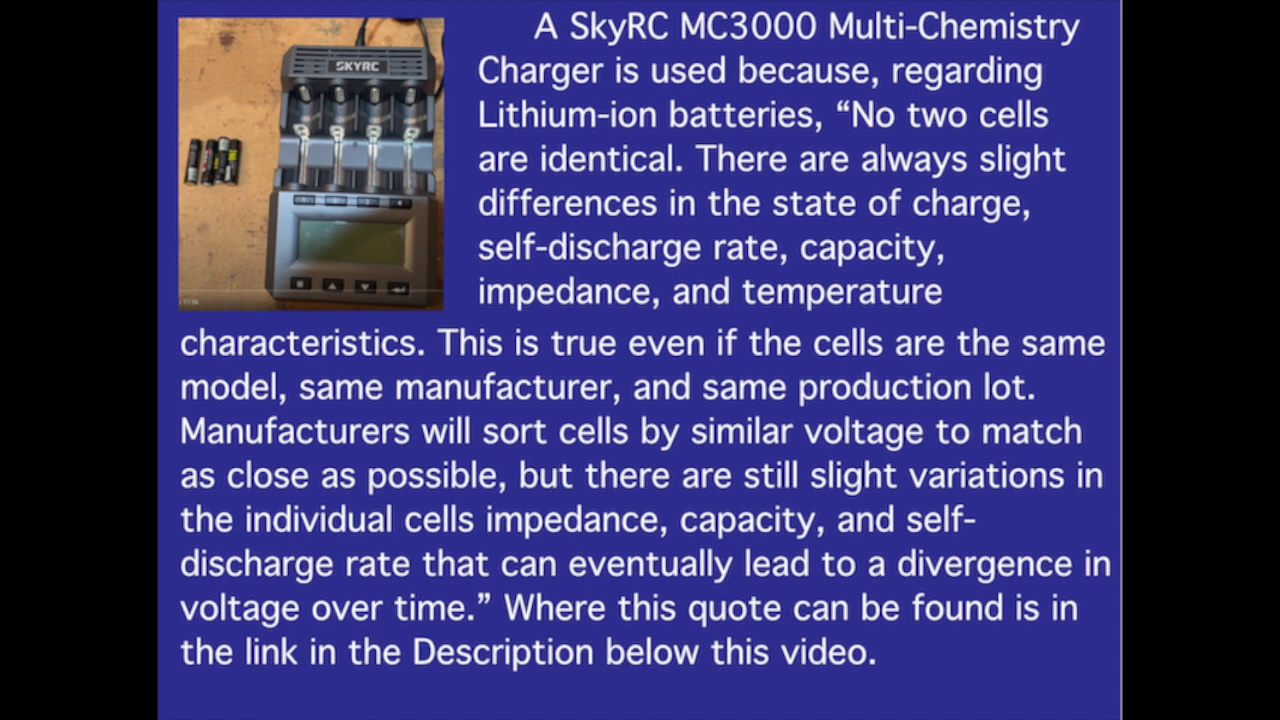 A SkyRC MC3000 Multi-Chemistry
SKYRC
Charger is used because, regarding
Lithium-ion batteries, “No two cells
are identical. There are always slight
differences in the state of charge,
self-discharge rate, capacity,
impedance, and temperature
characteristics. This is true even if the cells are the same
model, same manufacturer, and same production lot.
Manufacturers will sort cells by similar voltage to match
as close as possible, but there are still slight variations in
the individual cells impedance, capacity, and self-
discharge rate that can eventually lead to a divergence in
voltage over time.” Where this quote can be found is in
the link in the Description below this video.